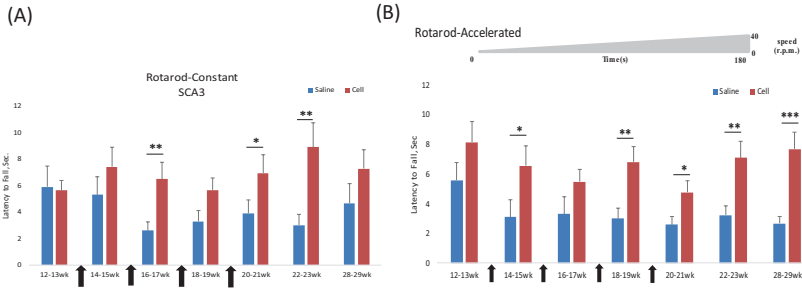 (A)
Rotarod-Constant
SCA3
Saline Cell
Latency to Fall, Sec.
12
10
8
6
4
2
0
**
*
**
12-13wk 14-15wk 16-17wk 18-19wk 20-21wk 22-23wk 28-29wk
(B)
Rotarod-Accelerated
40
0
speed
(r.p.m.)
0 Time(s) 180
Saline Cell
Latency to Fall, Sec
12
10
8
6
4
2
0
*
**
*
**
***
12-13wk 14-15wk 16-17wk 18-19wk 20-21wk 22-23wk 28-29wk